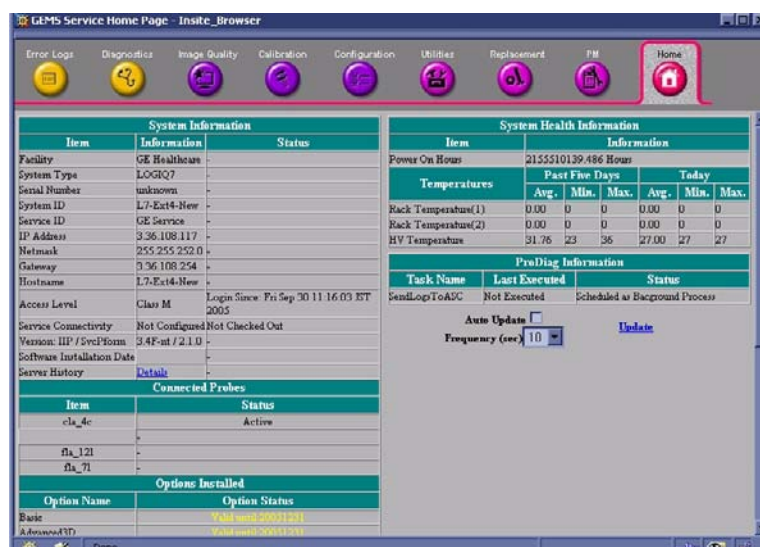 GEMS Service Home Page - Insite_Browser
Error Logs Diagnostics Image Quality Calibration Configuration Utilities Replacement PM Home
System Information
Item Information Status
Facility GE Healthcare -
System Type LOGIQ7 -
Serial Number unknown -
System ID L7-Ext4-New -
Service ID GE Service -
IP Address 3.36.108.117 -
Netmask 255.255.252.0 -
Gateway 3.36.108.254 -
Hostname L7-Ext4-New -
Access Level Class M Login Since: Fri Sep 30 11:16:03 2005
Service Connectivity Not Configured Not Checked Out
Version: IIP / SvcPform 3.4F-nt / 2.1.0 -
Software Installation Date -
Server History Details -
Connected Probes
Item Status
cla_4c Active
-
fla_12l -
fla_7l -
Options Installed
Option Name Option Status
Basic Valid until 20051231
Advanced3D Valid until 20051231
System Health Information
Item Information
Power On Hours 2155510139.486 Hours
Temperatures Past Five Days Today
Avg. Min. Max. Avg. Min. Max.
Rack Temperature(1) 0.00 0 0 0.00 0 0
Rack Temperature(2) 0.00 0 0 0.00 0 0
HV Temperature 31.76 23 36 27.00 27 27
ProDiag Information
Task Name Last Executed Status
SendLogsToASC Not Executed Scheduled as Bacground Process
Auto Update
Frequency (sec) 10
Update